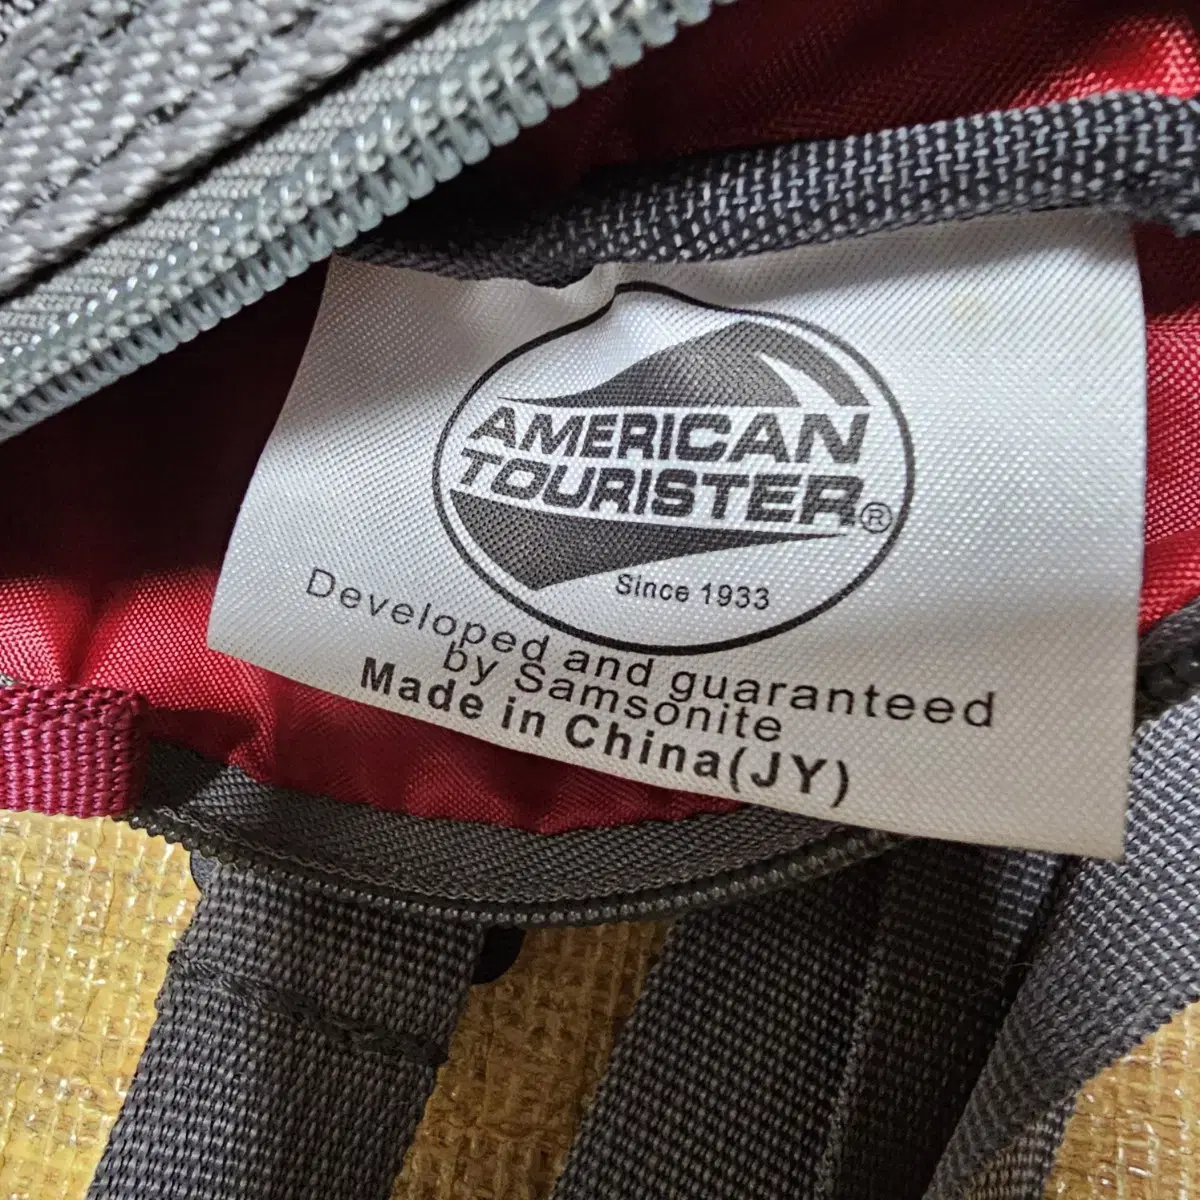 AMERICAN
TOURISTER®
Since 1933
Developed and guaranteed
by Samsonite
Made in China(JY)